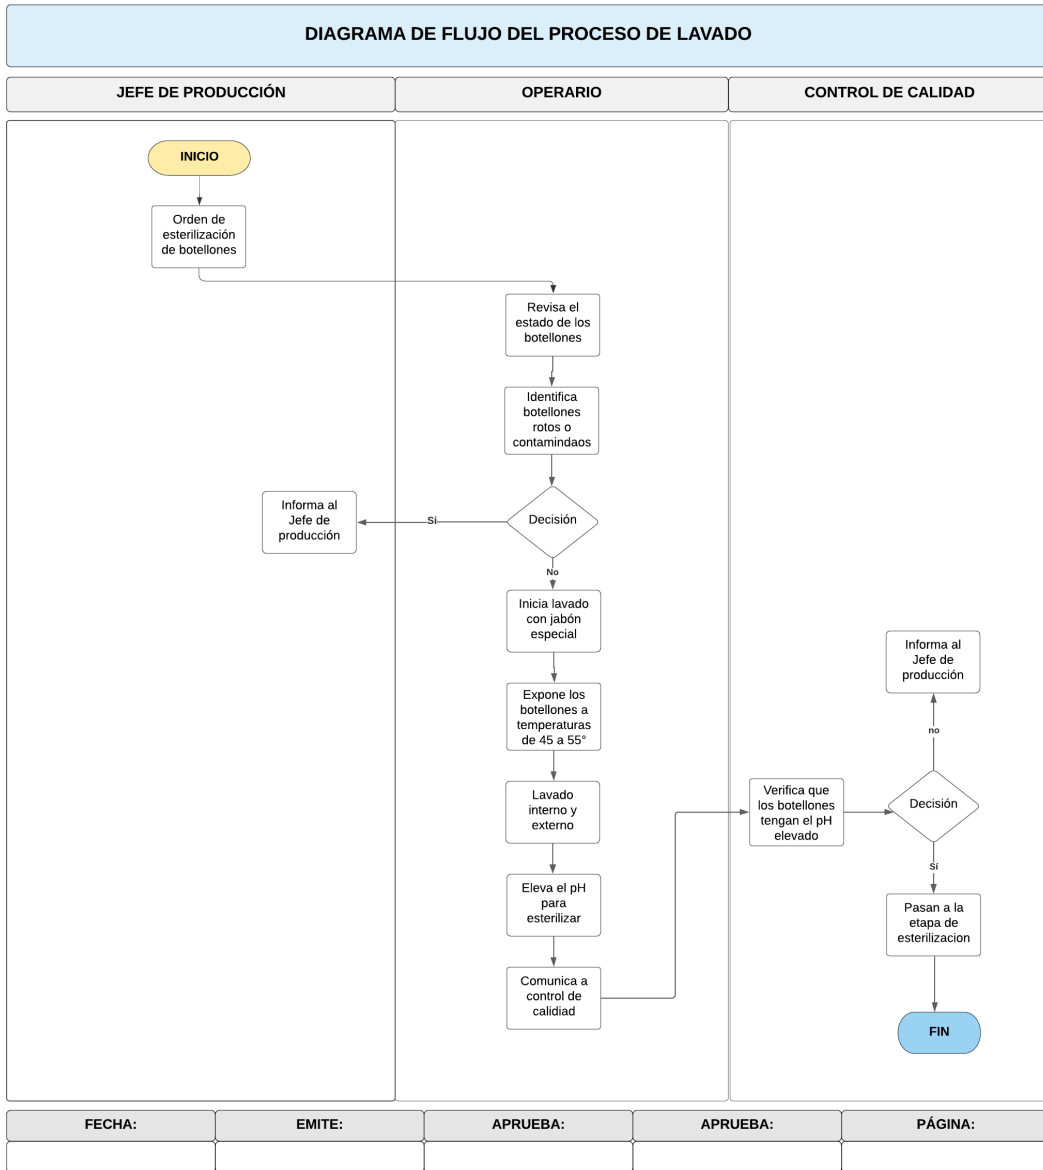 DIAGRAMA DE FLUJO DEL PROCESO DE LAVADO
JEFE DE PRODUCCIÓN
OPERARIO
CONTROL DE CALIDAD
INICIO
Orden de
esterilización
de botellones
Revisa el
estado de los
botellones
Identifica
botellones
rotos o
contamindaos
Decisión
Sí
Informa al
Jefe de
producción
No
Inicia lavado
con jabón
especial
Expone los
botellones a
temperaturas
de 45 a 55°
Lavado
interno y
externo
Eleva el pH
para
esterilizar
Comunica a
control de
calidiad
Verifica que
los botellones
tengan el pH
elevado
Decisión
no
Informa al
Jefe de
producción
Sí
Pasan a la
etapa de
esterilizacion
FIN
FECHA:
EMITE:
APRUEBA:
APRUEBA:
PÁGINA: